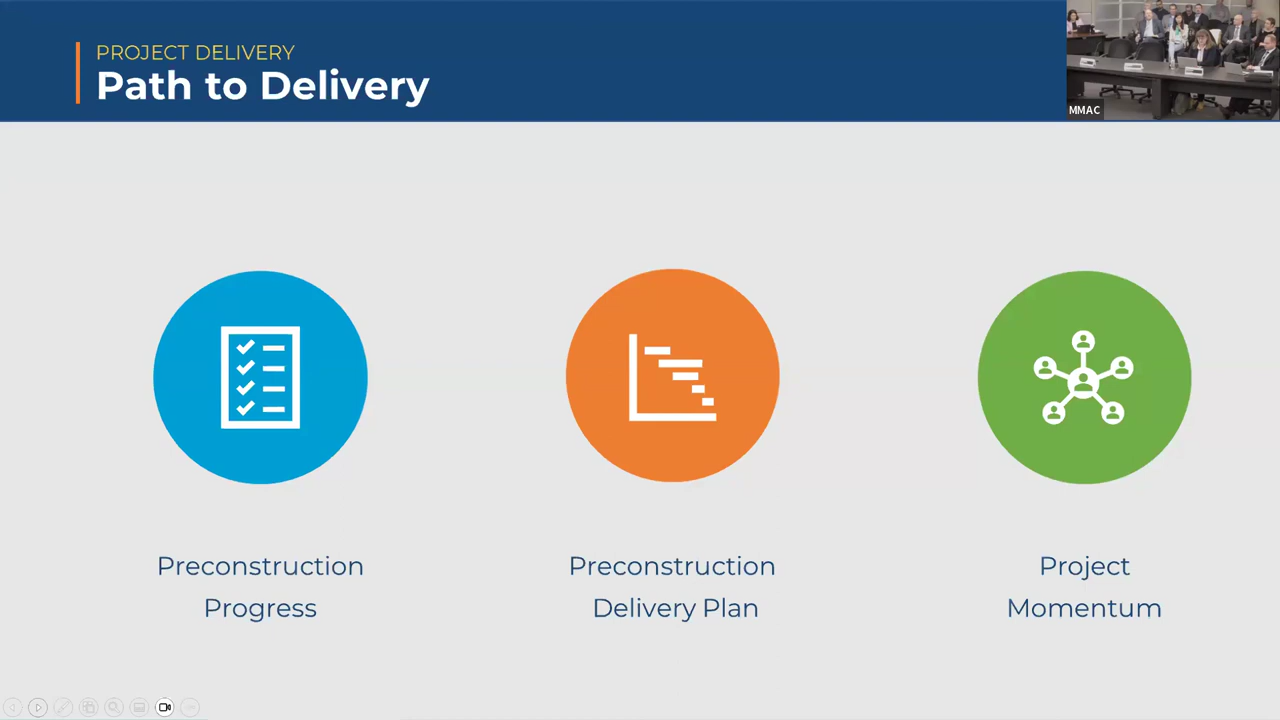 PROJECT DELIVERY
Path to Delivery
MMAC
Preconstruction
Progress
Preconstruction
Delivery Plan
Project
Momentum